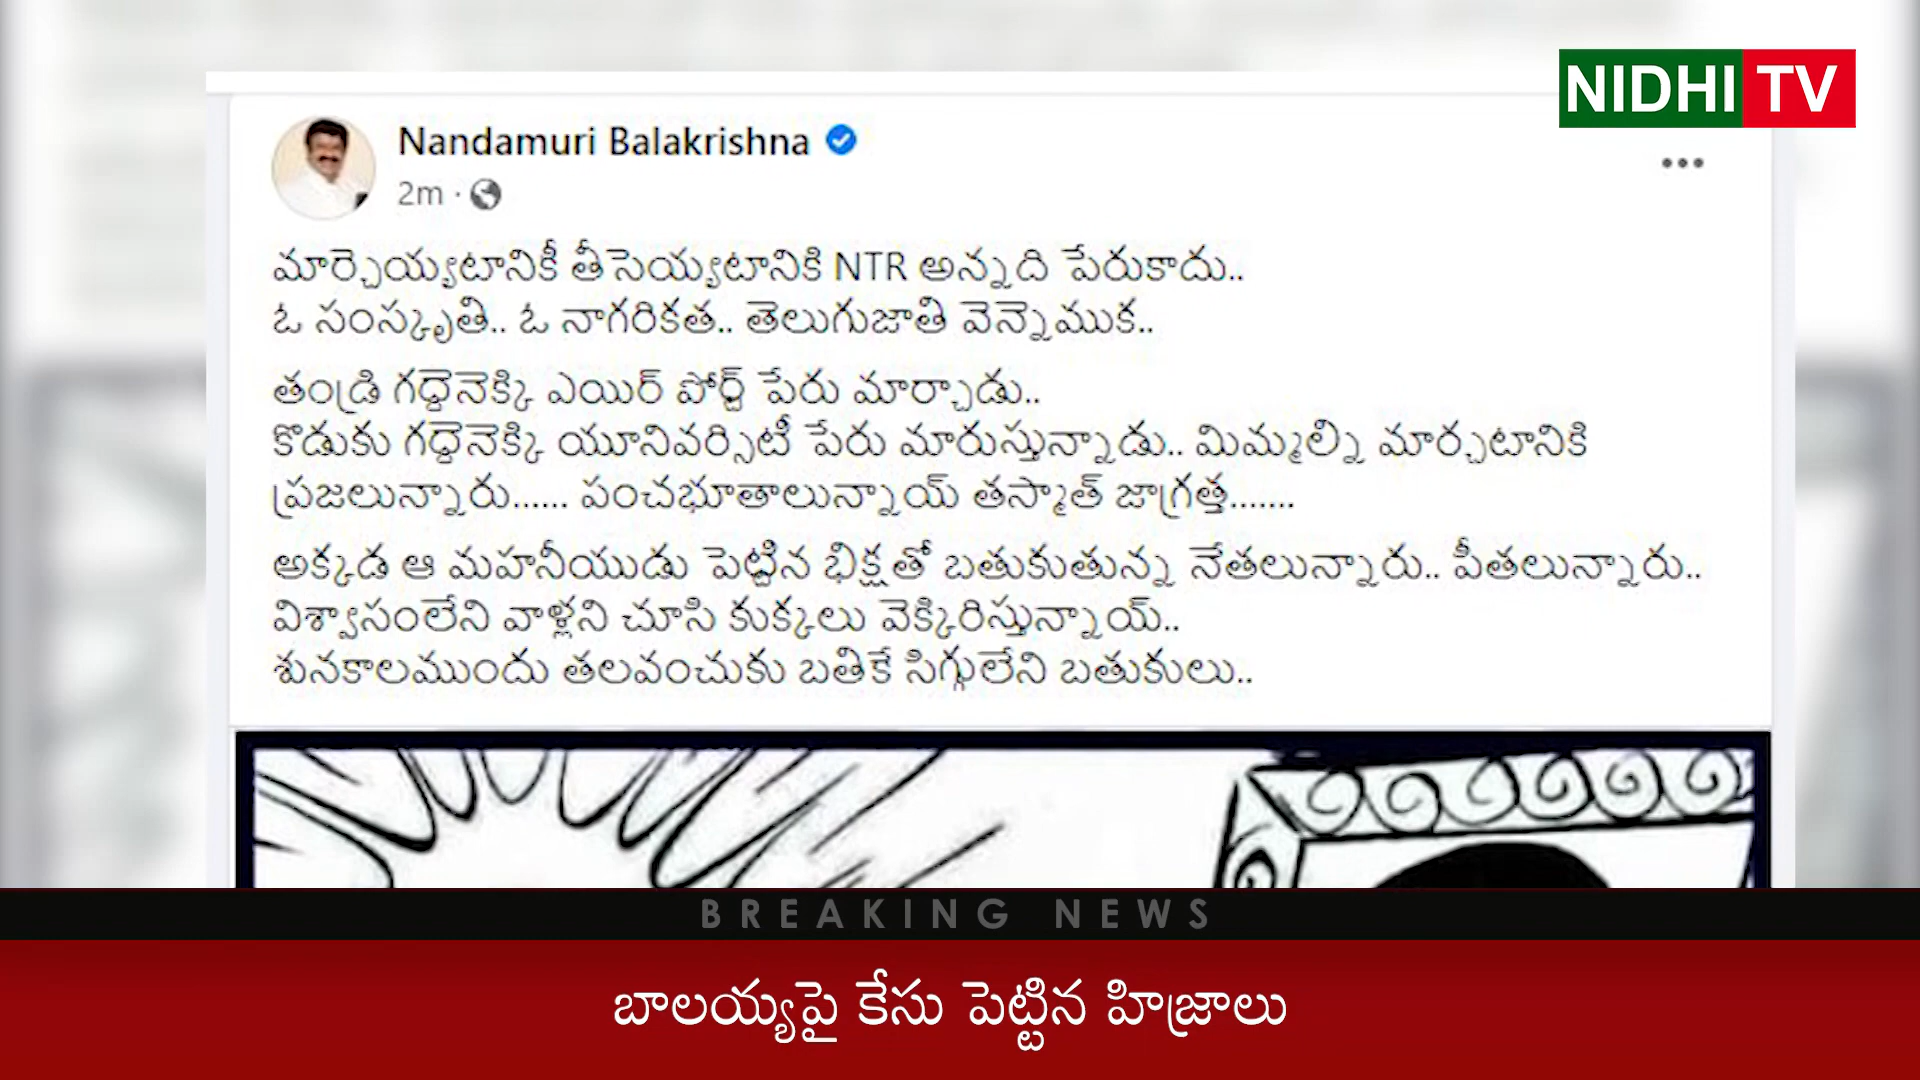 NIDHI TV
Nandamuri Balakrishna
2m ·
మార్చెయ్యటానికీ తీసెయ్యటానికి NTR అన్నది పేరుకాదు..
ఓ సంస్కృతి.. ఓ నాగరికత.. తెలుగుజాతి వెన్నెముక..
తండ్రి గద్దెనెక్కి ఎయిర్ పోర్ట్ పేరు మార్చాడు..
కొడుకు గద్దెనెక్కి యూనివర్సిటీ పేరు మారుస్తున్నాడు.. మిమ్మల్ని మార్చటానికి
ప్రజలున్నారు...... పంచభూతాలున్నాయ్ తస్మాత్ జాగ్రత్త.......
అక్కడ ఆ మహనీయుడు పెట్టిన భిక్షతో బతుకుతున్న నేతలున్నారు.. పీతలున్నారు..
విశ్వాసంలేని వాళ్లని చూసి కుక్కలు వెక్కిరిస్తున్నాయ్..
శునకాలముందు తలవంచుకు బతికే సిగ్గులేని బతుకులు..
BREAKING NEWS
బాలయ్యపై కేసు పెట్టిన హిజ్రాలు